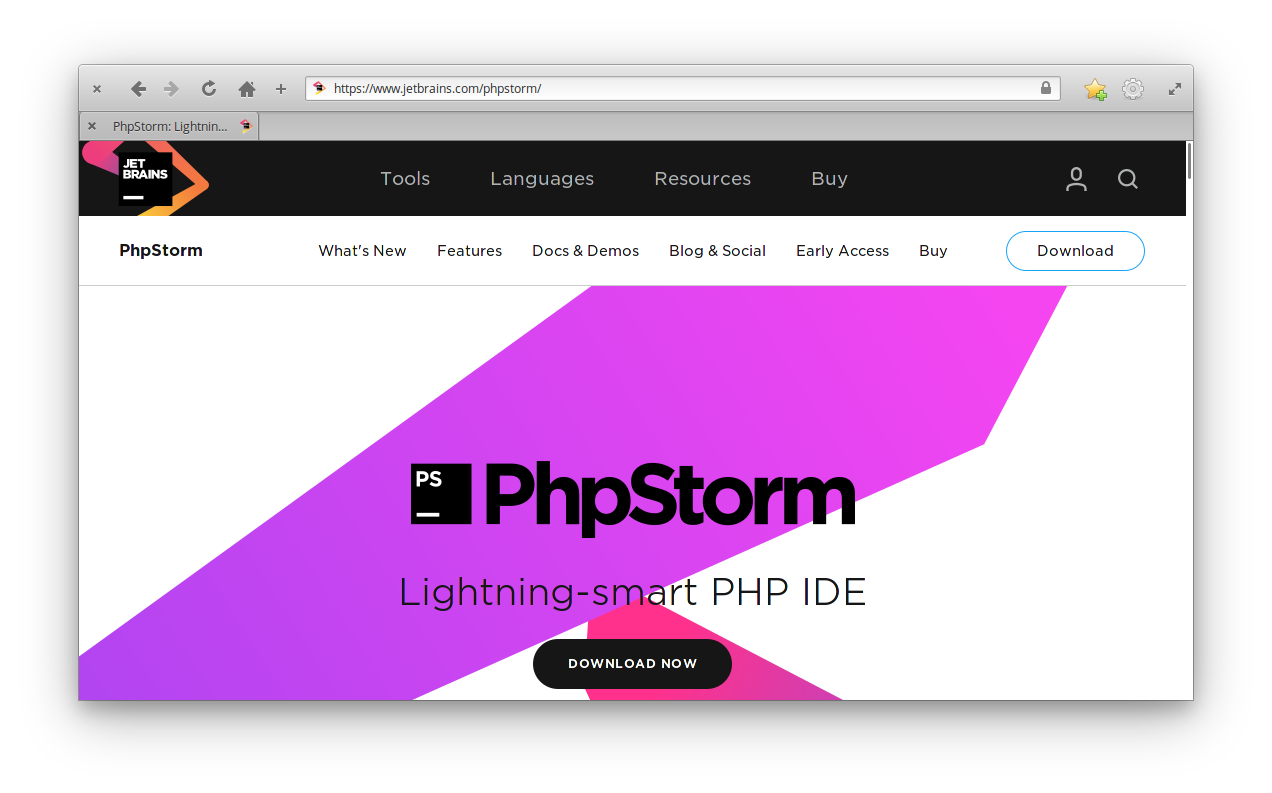 https://www.jetbrains.com/phpstorm/
PhpStorm: Lightnin...
JET
BRAINS
Tools Languages Resources Buy
PhpStorm What's New Features Docs & Demos Blog & Social Early Access Buy Download
PS PhpStorm
Lightning-smart PHP IDE
DOWNLOAD NOW